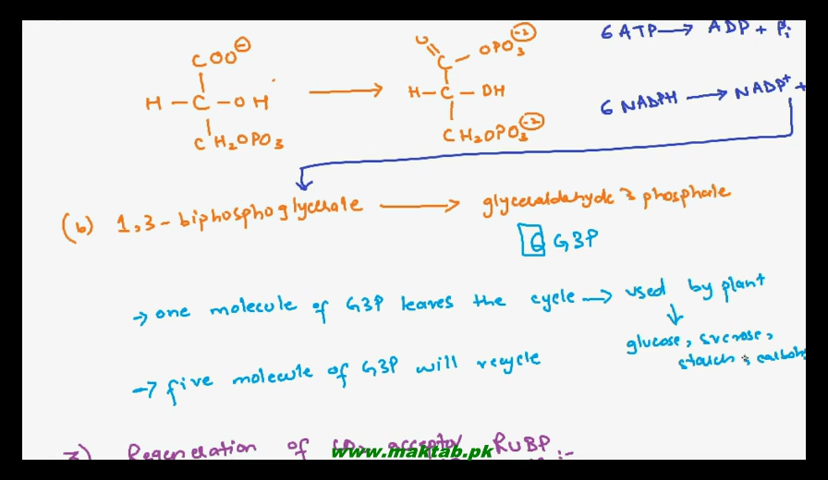 COO⊖
H — C — OH
CH2OPO3
O
C — OPO3 -2
H — C — OH
CH2OPO3 -2
6 ATP → ADP + Pi
6 NADPH → NADP+ +
(b) 1,3 - biphosphoglycerate → glyceraldehyde 3 phosphate
6 G3P
→ one molecule of G3P leaves the cycle → used by plant
↓
glucose, sucrose,
starch, carboh
→ five molecule of G3P will recycle
3) Regeneration of CO2 acceptor RUBP :-
www.maktab.pk